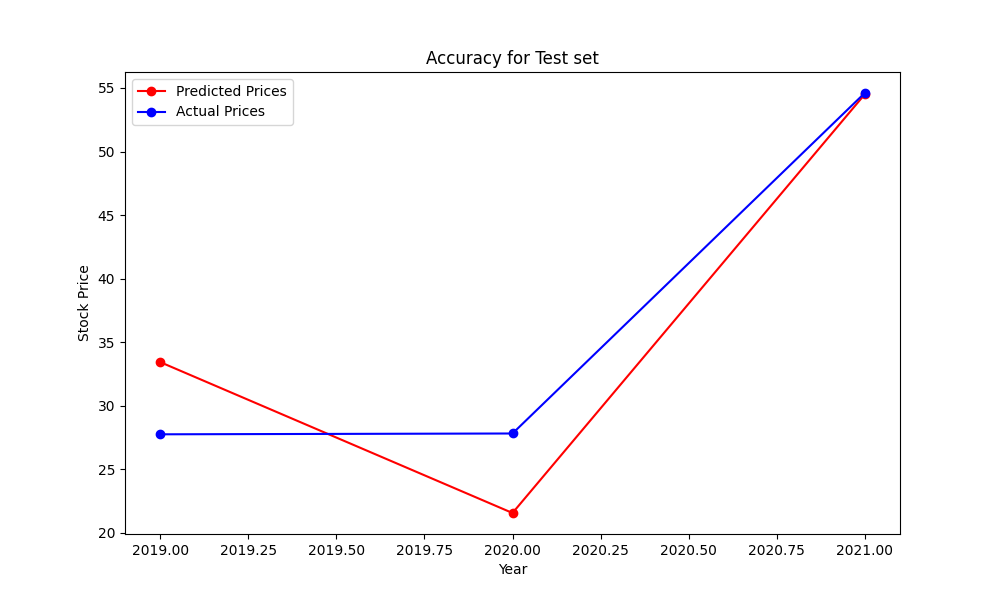 Accuracy for Test set
Predicted Prices
Actual Prices
55
50
45
40
35
30
25
20
Stock Price
2019.00 2019.25 2019.50 2019.75 2020.00 2020.25 2020.50 2020.75 2021.00
Year